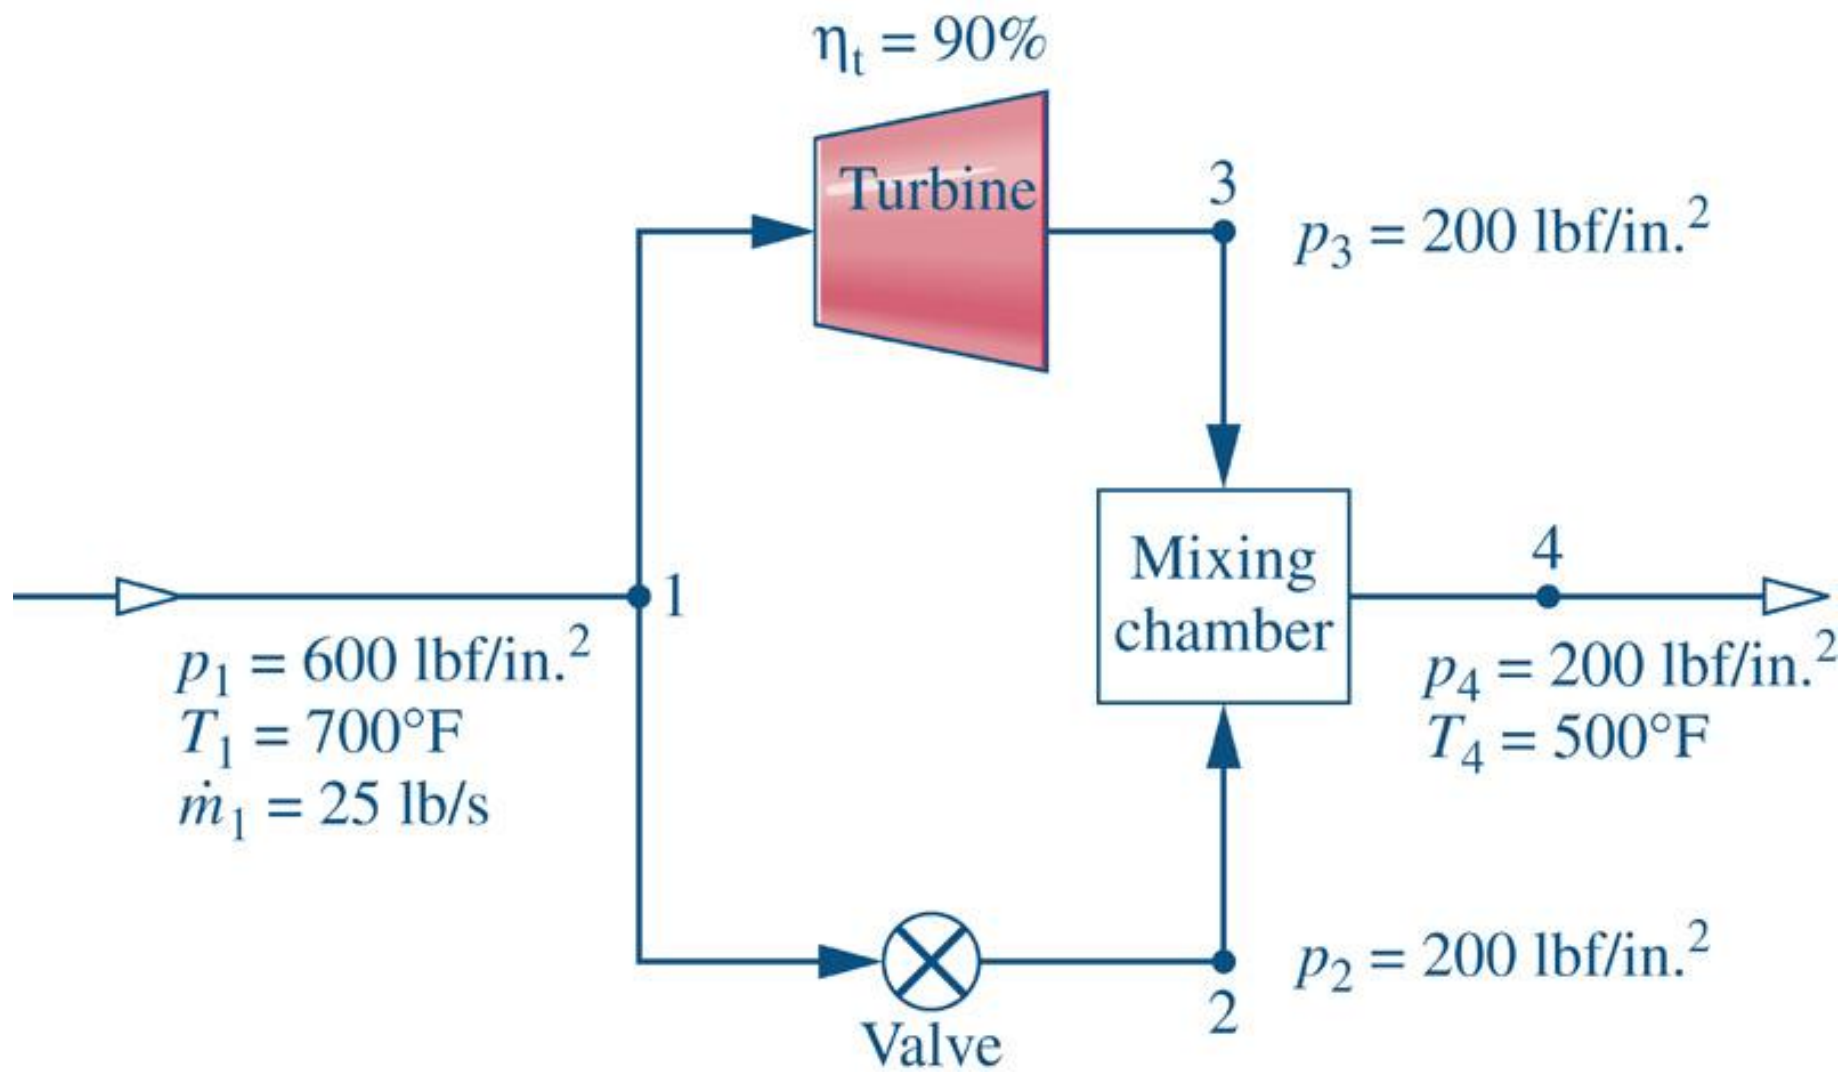 ηt = 90%
Turbine
3
p3 = 200 lbf/in.2
1
p1 = 600 lbf/in.2
T1 = 700°F
ṁ1 = 25 lb/s
Mixing
chamber
4
p4 = 200 lbf/in.2
T4 = 500°F
p2 = 200 lbf/in.2
2
Valve